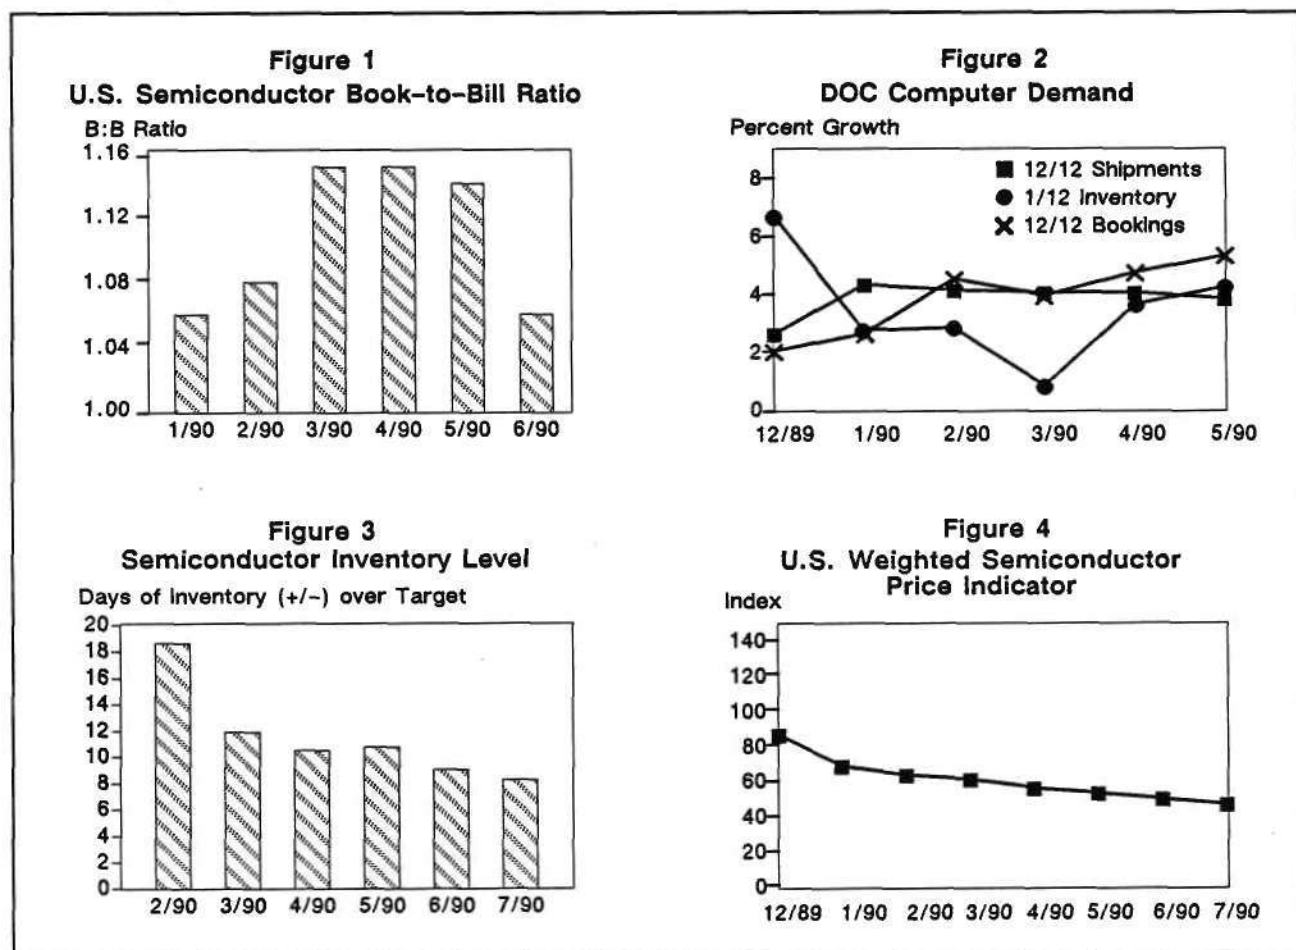 Figure 1
U.S. Semiconductor Book-to-Bill Ratio
B:B Ratio
1.16
1.12
1.08
1.04
1.00
1/90 2/90 3/90 4/90 5/90 6/90
Figure 2
DOC Computer Demand
Percent Growth
8
6
4
2
0
12/12 Shipments
1/12 Inventory
12/12 Bookings
12/89 1/90 2/90 3/90 4/90 5/90
Figure 3
Semiconductor Inventory Level
Days of Inventory (+/-) over Target
20
18
16
14
12
10
8
6
4
2
0
2/90 3/90 4/90 5/90 6/90 7/90
Figure 4
U.S. Weighted Semiconductor
Price Indicator
Index
140
120
100
80
60
40
20
0
12/89 1/90 2/90 3/90 4/90 5/90 6/90 7/90